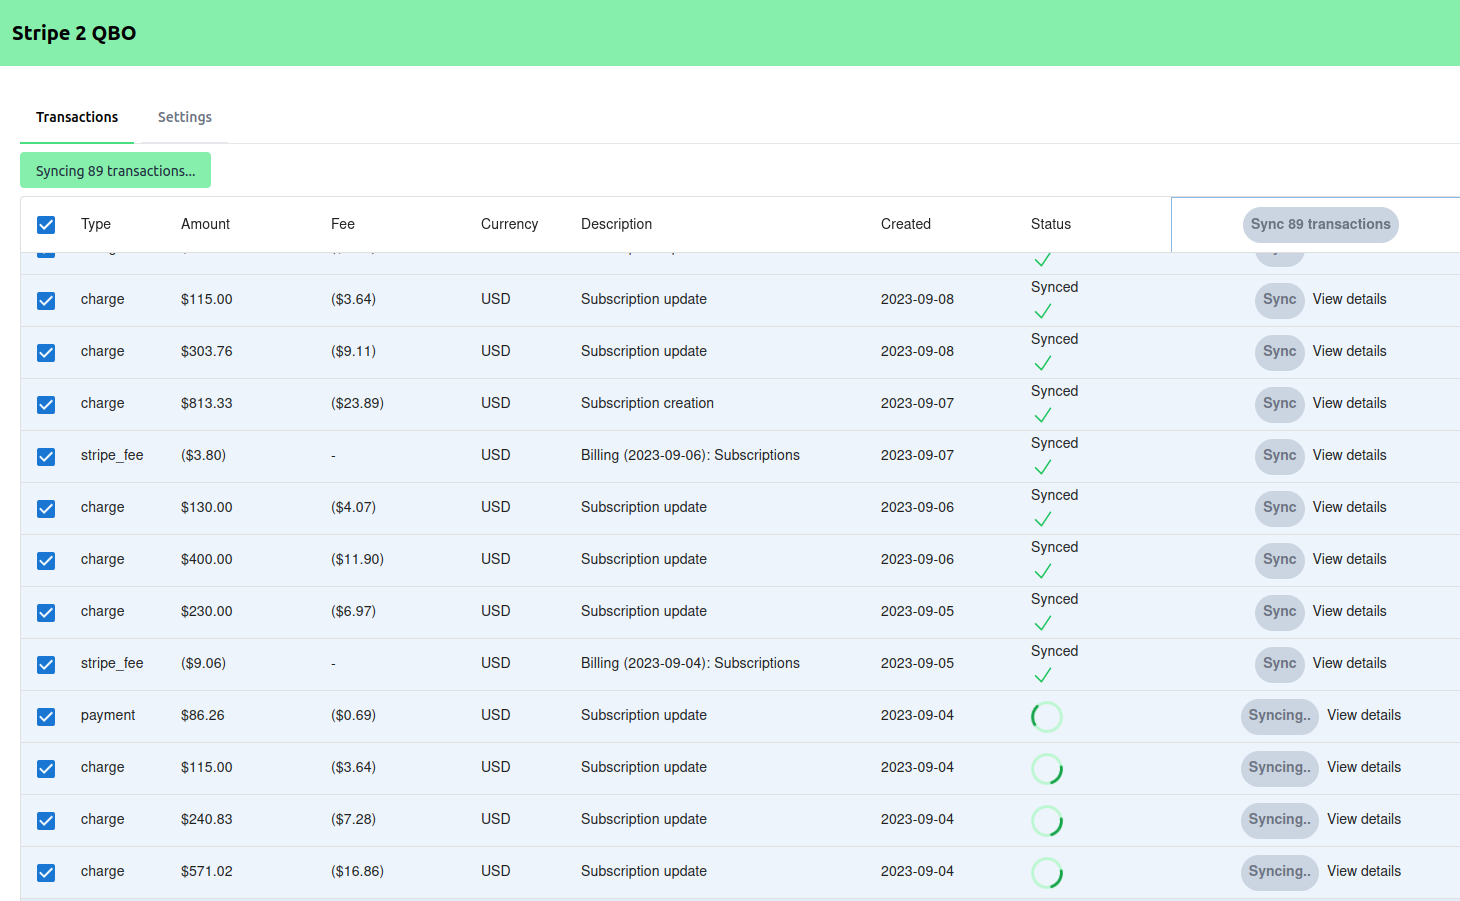 Stripe 2 QBO
Transactions Settings
Syncing 89 transactions...
Type Amount Fee Currency Description Created Status Sync 89 transactions
charge $115.00 ($3.64) USD Subscription update 2023-09-08 Synced Sync View details
charge $303.76 ($9.11) USD Subscription update 2023-09-08 Synced Sync View details
charge $813.33 ($23.89) USD Subscription creation 2023-09-07 Synced Sync View details
stripe_fee ($3.80) - USD Billing (2023-09-06): Subscriptions 2023-09-07 Synced Sync View details
charge $130.00 ($4.07) USD Subscription update 2023-09-06 Synced Sync View details
charge $400.00 ($11.90) USD Subscription update 2023-09-06 Synced Sync View details
charge $230.00 ($6.97) USD Subscription update 2023-09-05 Synced Sync View details
stripe_fee ($9.06) - USD Billing (2023-09-04): Subscriptions 2023-09-05 Synced Sync View details
payment $86.26 ($0.69) USD Subscription update 2023-09-04 Syncing.. View details
charge $115.00 ($3.64) USD Subscription update 2023-09-04 Syncing.. View details
charge $240.83 ($7.28) USD Subscription update 2023-09-04 Syncing.. View details
charge $571.02 ($16.86) USD Subscription update 2023-09-04 Syncing.. View details